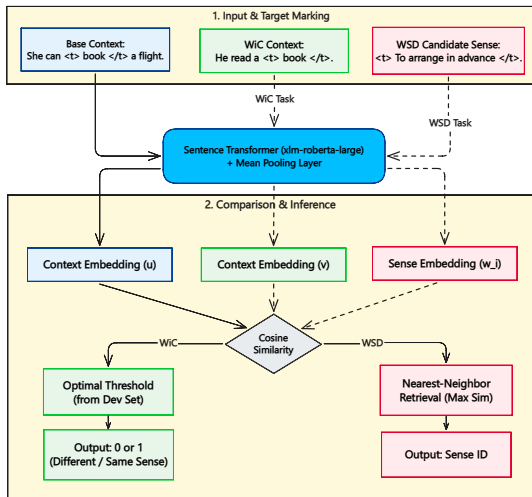 1. Input & Target Marking
Base Context:
She can <t> book </t> a flight.
WiC Context:
He read a <t> book </t>.
WSD Candidate Sense:
<t> To arrange in advance </t>.
WiC Task
WSD Task
Sentence Transformer (xlm-roberta-large)
+ Mean Pooling Layer
2. Comparison & Inference
Context Embedding (u)
Context Embedding (v)
Sense Embedding (w_i)
Cosine
Similarity
WiC
WSD
Optimal Threshold
(from Dev Set)
Nearest-Neighbor
Retrieval (Max Sim)
Output: 0 or 1
(Different / Same Sense)
Output: Sense ID